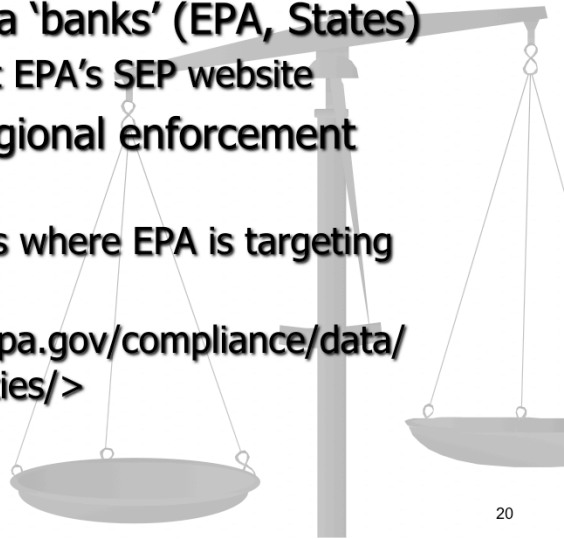 a ‘banks’ (EPA, States)
EPA’s SEP website
gional enforcement
s where EPA is targeting
pa.gov/compliance/data/
ies/>
20